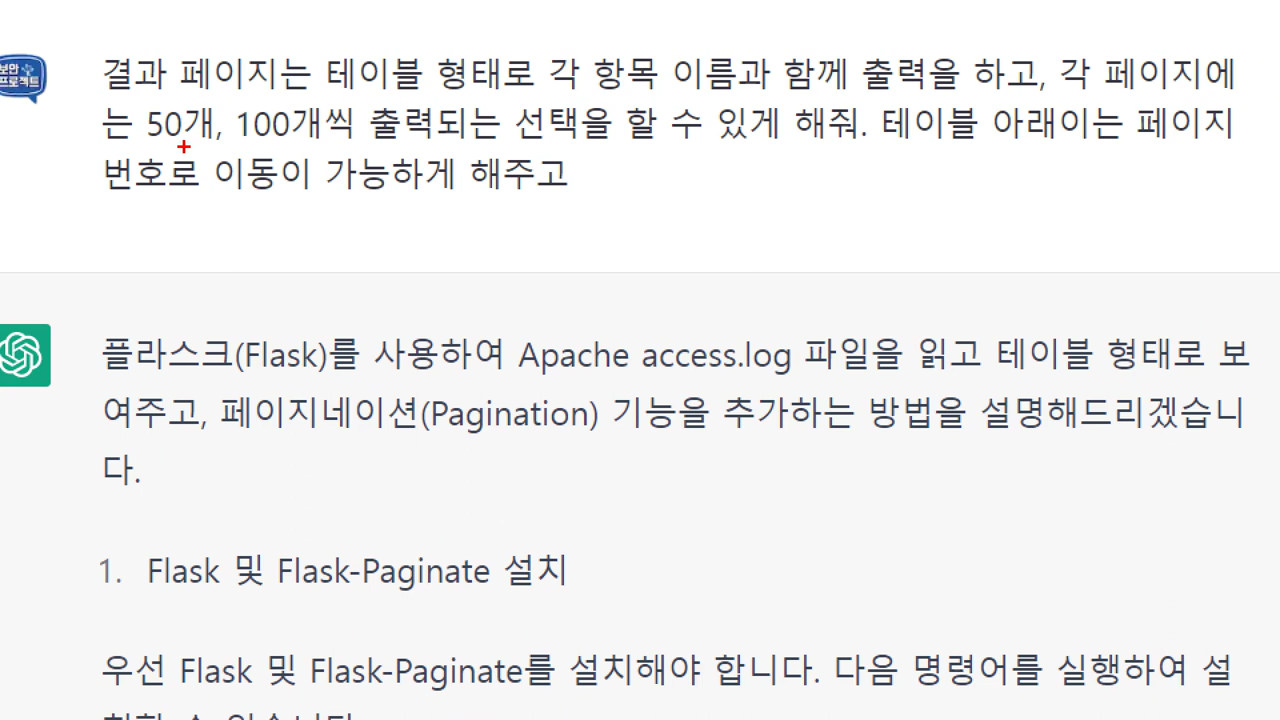 보안
프로젝트
결과 페이지는 테이블 형태로 각 항목 이름과 함께 출력을 하고, 각 페이지에
는 50개, 100개씩 출력되는 선택을 할 수 있게 해줘. 테이블 아래이는 페이지
번호로 이동이 가능하게 해주고
플라스크(Flask)를 사용하여 Apache access.log 파일을 읽고 테이블 형태로 보
여주고, 페이지네이션(Pagination) 기능을 추가하는 방법을 설명해드리겠습니
다.
1. Flask 및 Flask-Paginate 설치
우선 Flask 및 Flask-Paginate를 설치해야 합니다. 다음 명령어를 실행하여 설